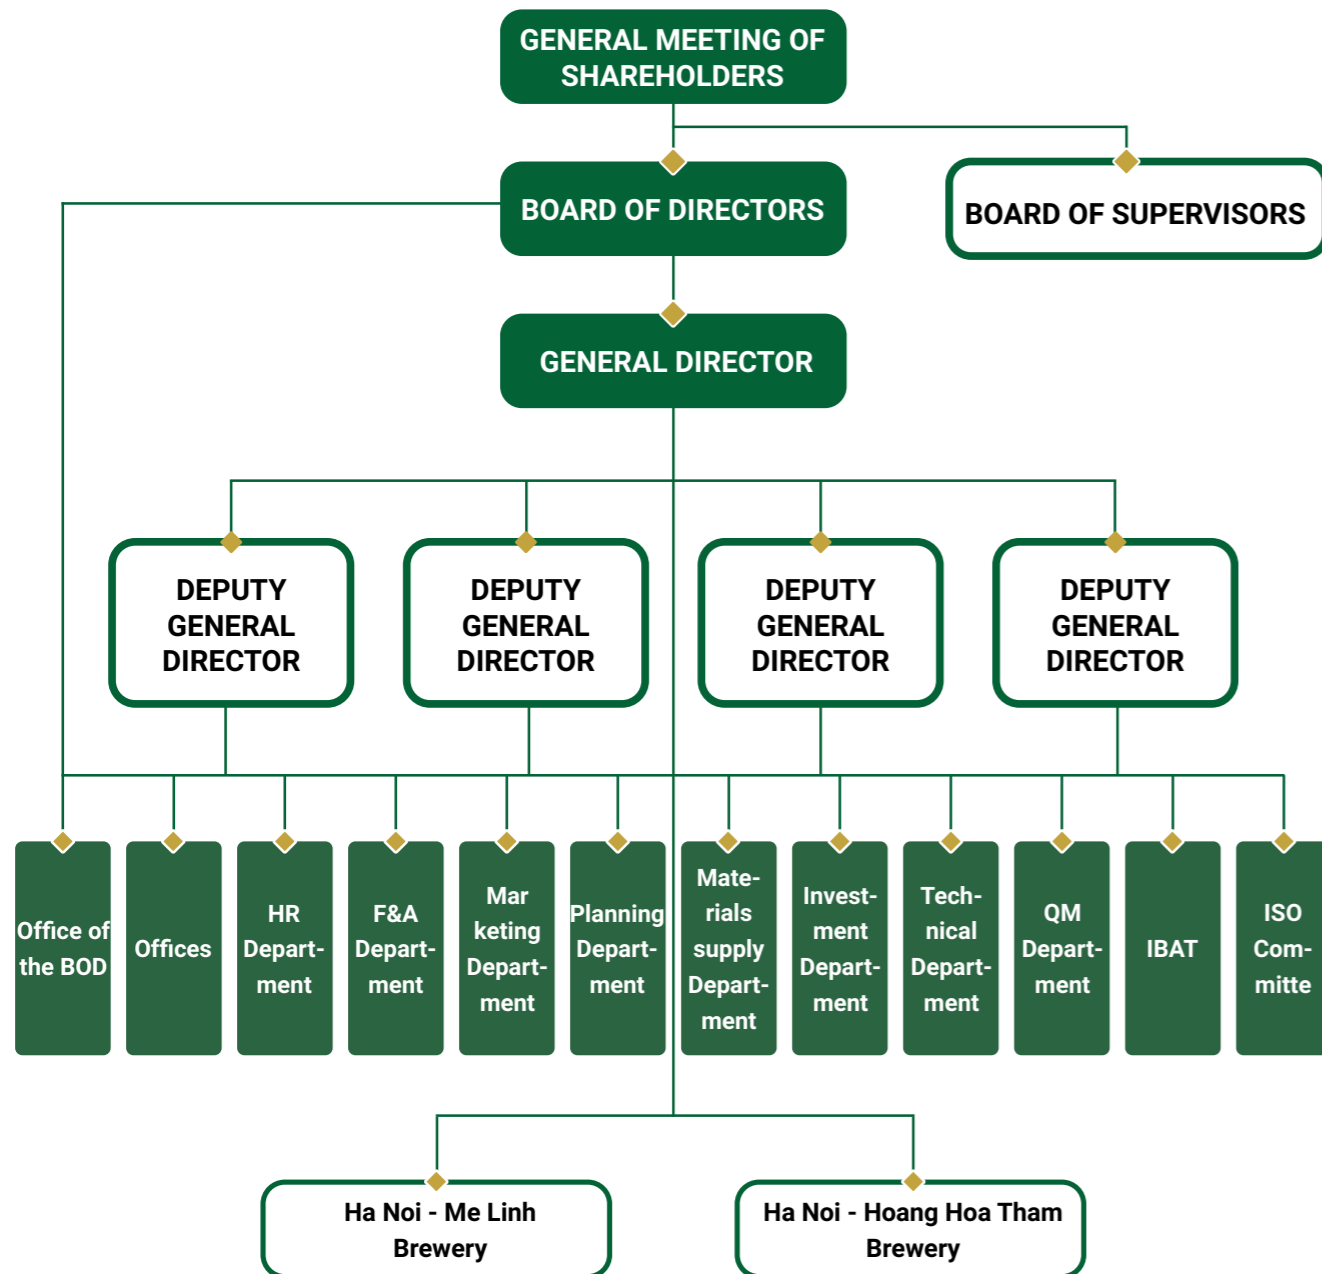 GENERAL MEETING OF
SHAREHOLDERS
BOARD OF DIRECTORS
BOARD OF SUPERVISORS
GENERAL DIRECTOR
DEPUTY
GENERAL
DIRECTOR
DEPUTY
GENERAL
DIRECTOR
DEPUTY
GENERAL
DIRECTOR
DEPUTY
GENERAL
DIRECTOR
Office of
the BOD
Offices
HR
Depart-
ment
F&A
Depart-
ment
Mar
keting
Depart-
ment
Planning
Depart-
ment
Mate-
rials
supply
Depart-
ment
Invest-
ment
Depart-
ment
Tech-
nical
Depart-
ment
QM
Depart-
ment
IBAT
ISO
Com-
mitte
Ha Noi - Me Linh
Brewery
Ha Noi - Hoang Hoa Tham
Brewery